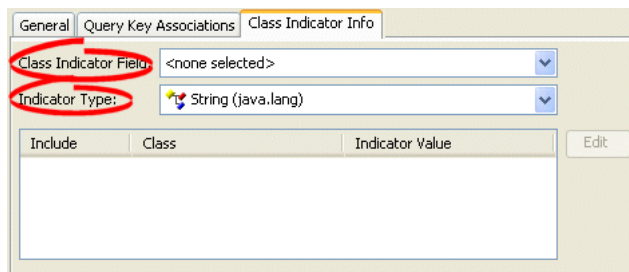 General Query Key Associations Class Indicator Info
Class Indicator Field: <none selected>
Indicator Type: String (java.lang)
Include Class Indicator Value Edit